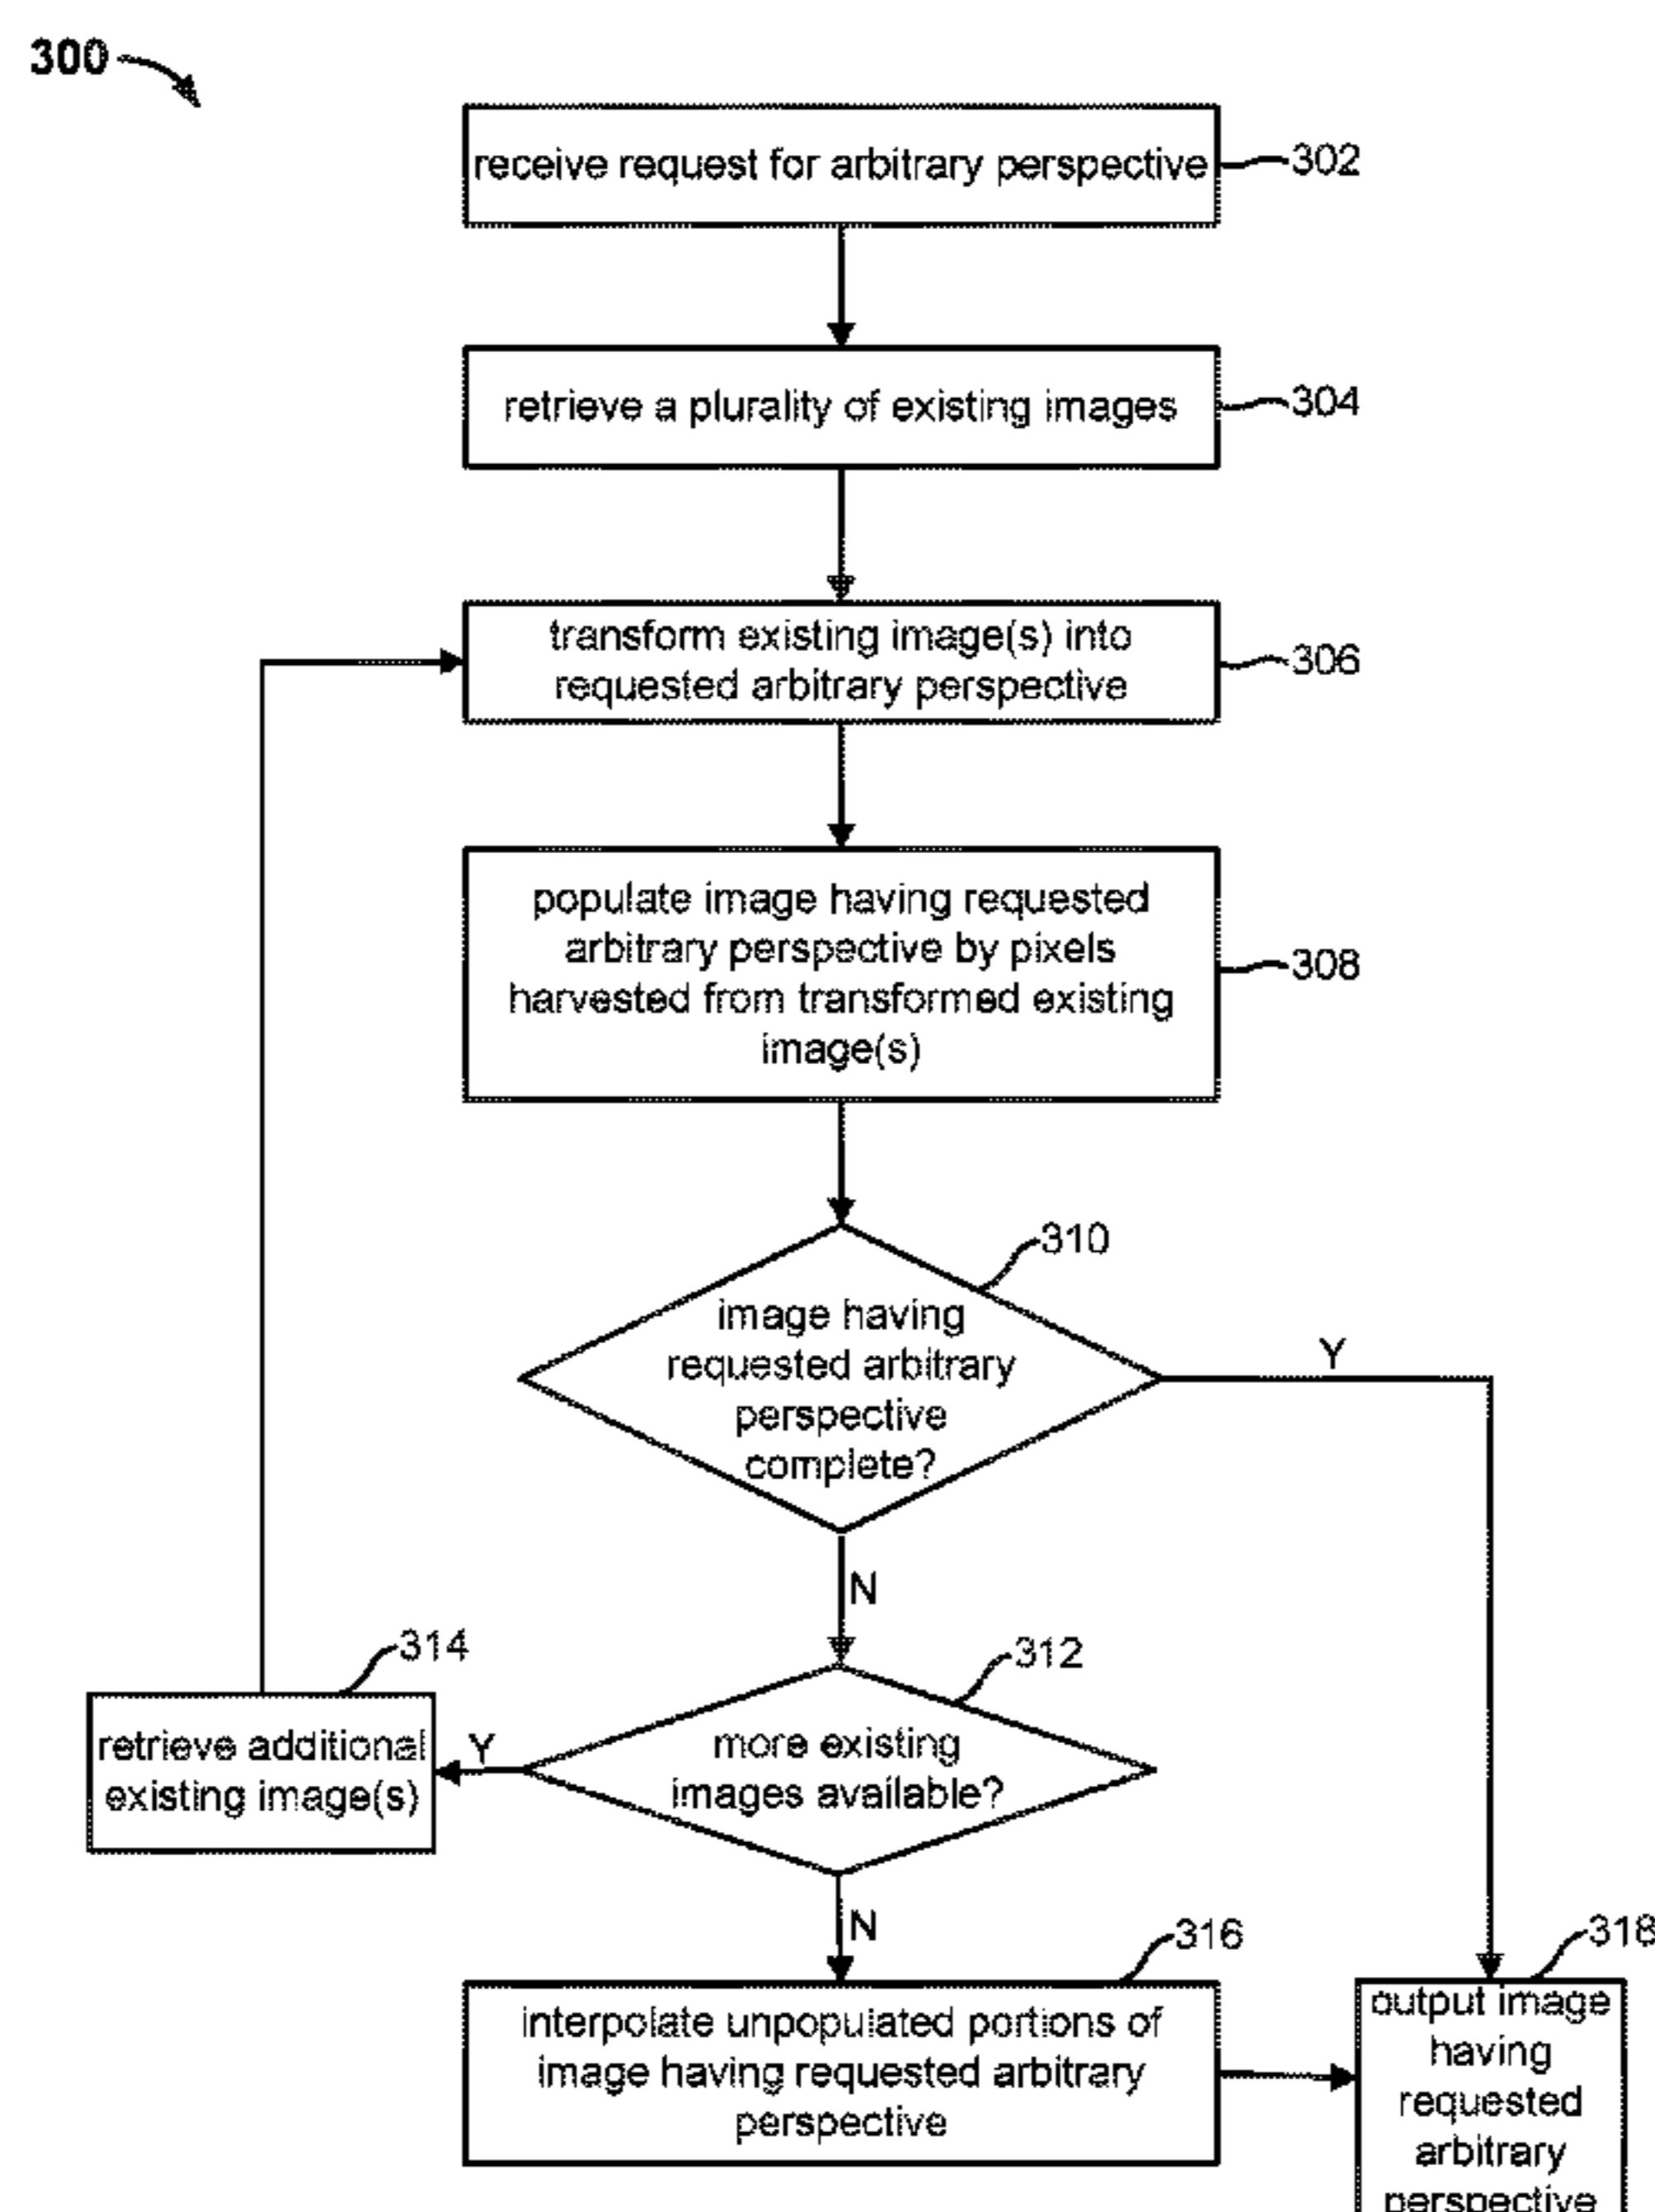 300
receive request for arbitrary perspective
302
retrieve a plurality of existing images
304
transform existing image(s) into
requested arbitrary perspective
306
populate image having requested
arbitrary perspective by pixels
harvested from transformed existing
image(s)
308
310
image having
requested arbitrary
perspective
complete?
Y
N
314
retrieve additional
existing image(s)
Y
312
more existing
images available?
N
316
interpolate unpopulated portions of
image having requested arbitrary
perspective
318
output image
having
requested
arbitrary
perspective